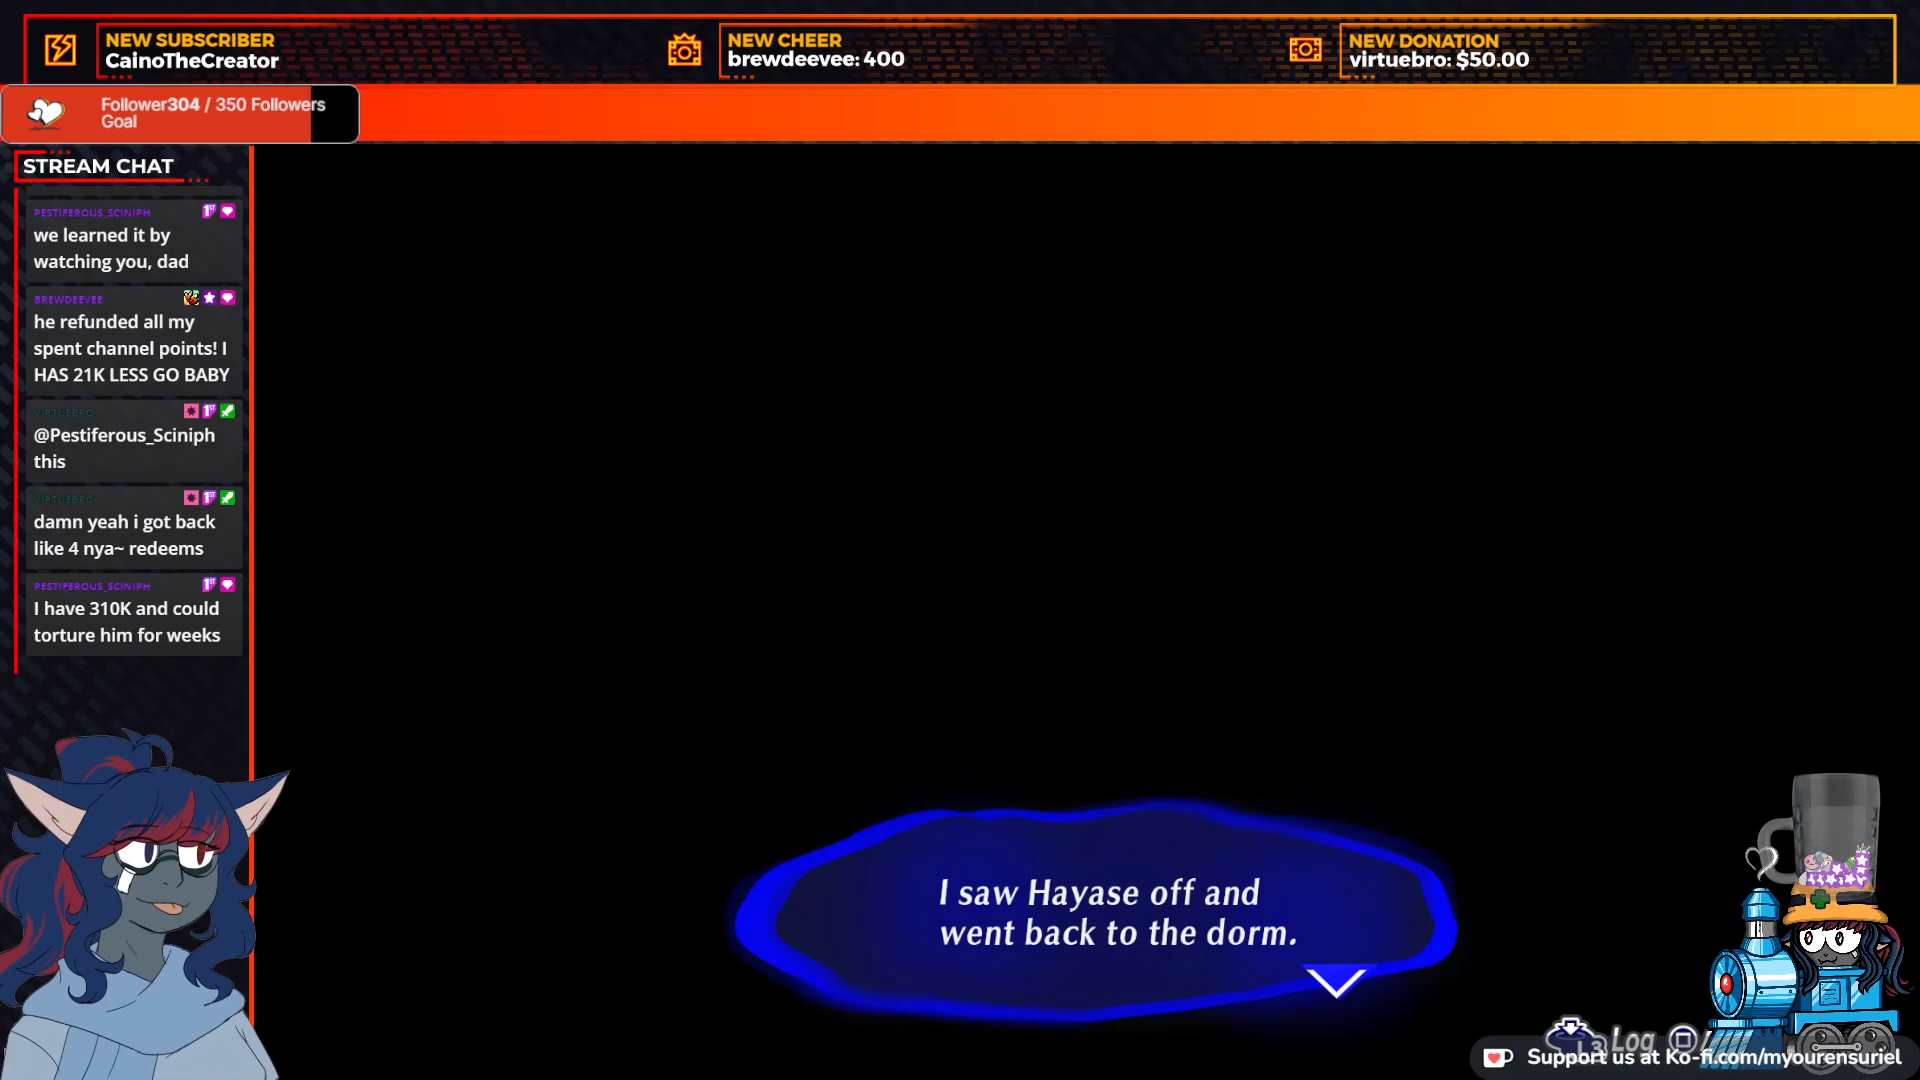 NEW SUBSCRIBER
CainoTheCreator
NEW CHEER
brewdeevee: 400
NEW DONATION
virtuebro: $50.00
Follower304 / 350 Followers
Goal
STREAM CHAT
PESTIFEROUS_SCINIPH
we learned it by
watching you, dad
BREWDEEVEE
he refunded all my
spent channel points! I
HAS 21K LESS GO BABY
VIRTUEBRO
@Pestiferous_Sciniph
this
VIRTUEBRO
damn yeah i got back
like 4 nya~ redeems
PESTIFEROUS_SCINIPH
I have 310K and could
torture him for weeks
I saw Hayase off and
went back to the dorm.
L3 Log
Support us at Ko-fi.com/myourensuriel